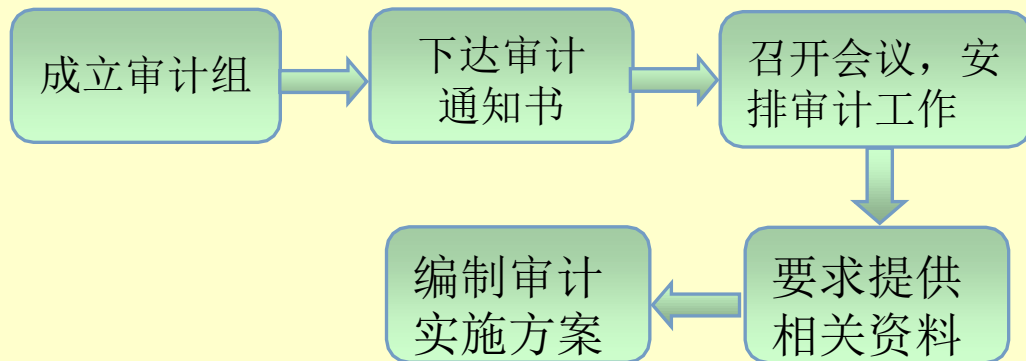 成立审计组
下达审计
通知书
召开会议，安
排审计工作
要求提供
相关资料
编制审计
实施方案